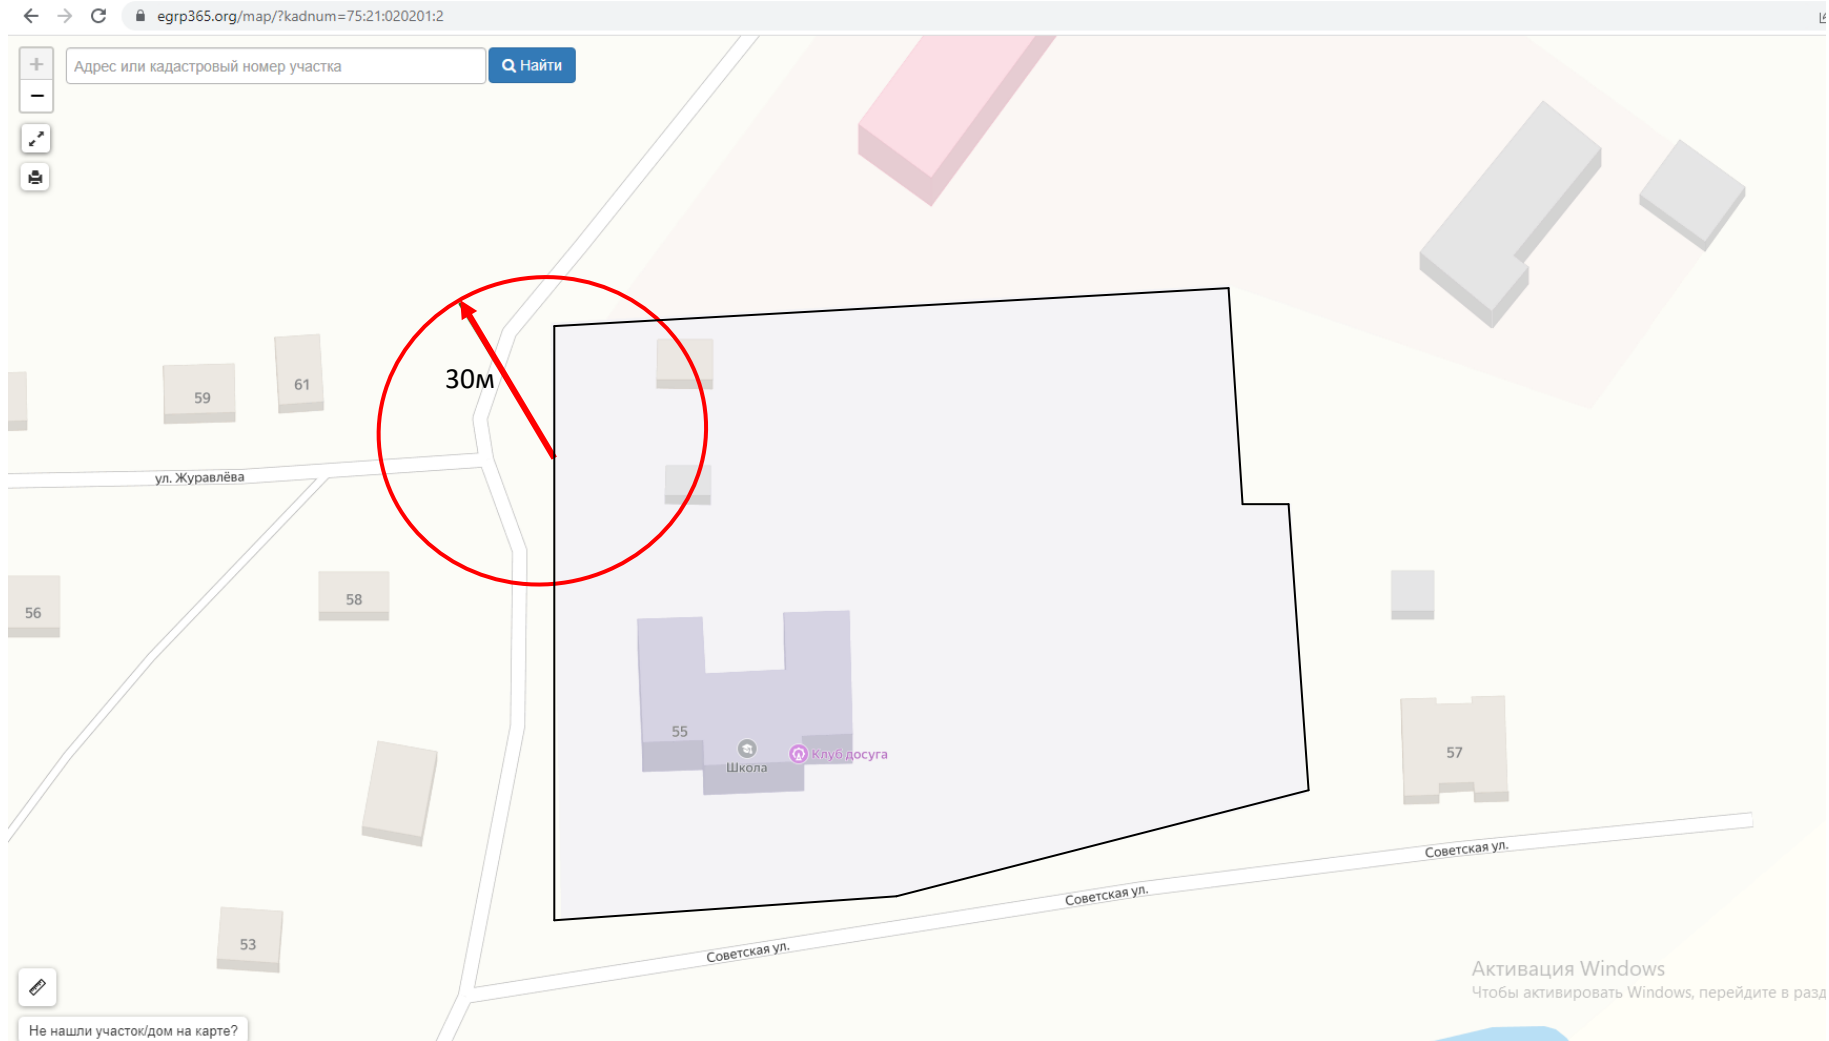 egrp365.org/map/?kadnum=75:21:020201:2
Адрес или кадастровый номер участка
Найти
30м
59
61
ул. Журавлёва
56
58
55
Школа
Клуб досуга
57
Советская ул.
Советская ул.
Советская ул.
53
Активация Windows
Чтобы активировать Windows, перейдите в разд
Не нашли участок/дом на карте?